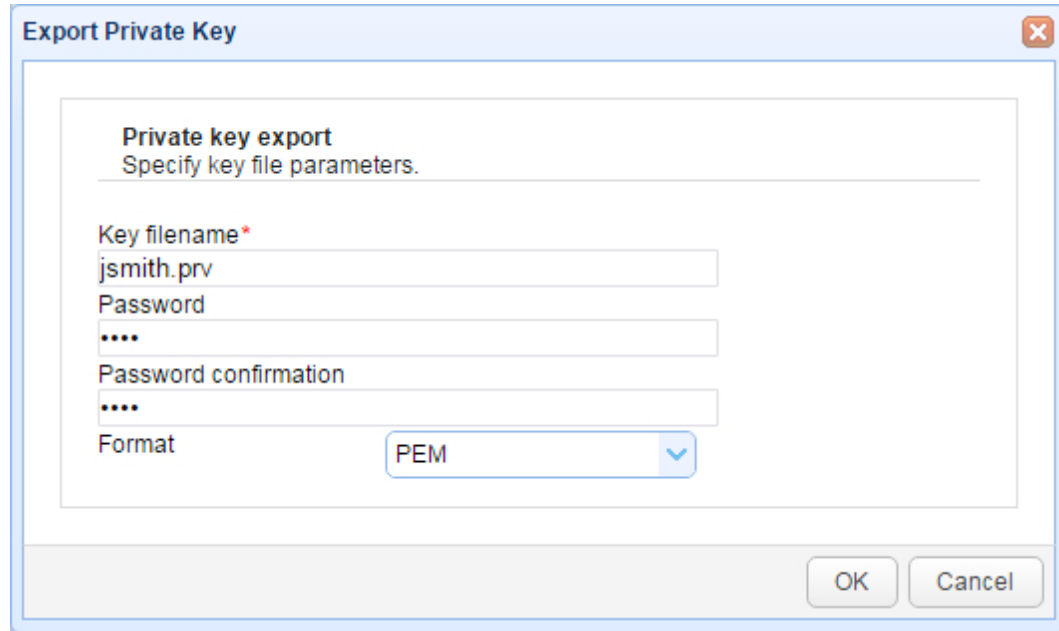 Export Private Key
Private key export
Specify key file parameters.
Key filename*
jsmith.prv
Password
••••
Password confirmation
••••
Format
PEM
OK Cancel